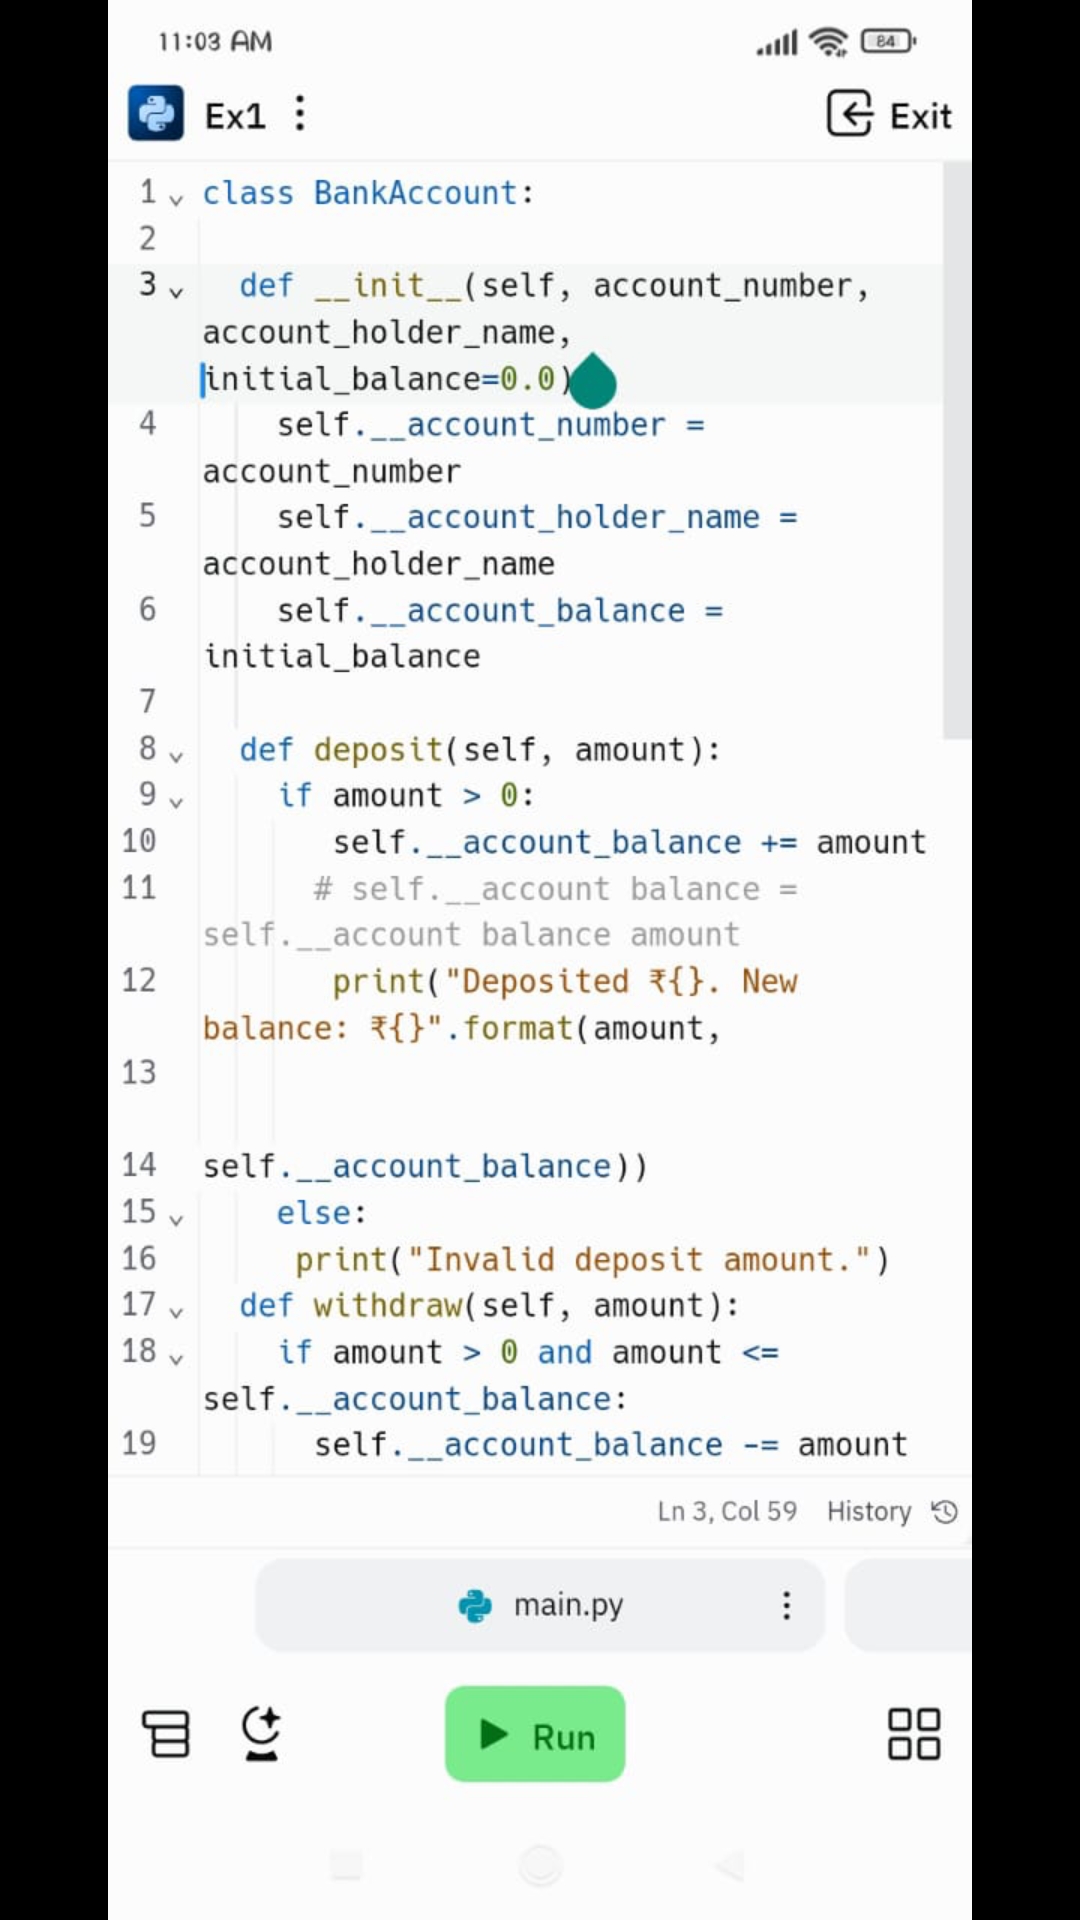 11:03 AM
84
Ex1
Exit
1 class BankAccount:
2
3 def __init__(self, account_number,
account_holder_name,
initial_balance=0.0)
4 self.__account_number =
account_number
5 self.__account_holder_name =
account_holder_name
6 self.__account_balance =
initial_balance
7
8 def deposit(self, amount):
9 if amount > 0:
10 self.__account_balance += amount
11 # self.__account balance =
self.__account balance amount
12 print("Deposited ₹{}. New
balance: ₹{}".format(amount,
13
14 self.__account_balance))
15 else:
16 print("Invalid deposit amount.")
17 def withdraw(self, amount):
18 if amount > 0 and amount <=
self.__account_balance:
19 self.__account_balance -= amount
Ln 3, Col 59 History
main.py
Run